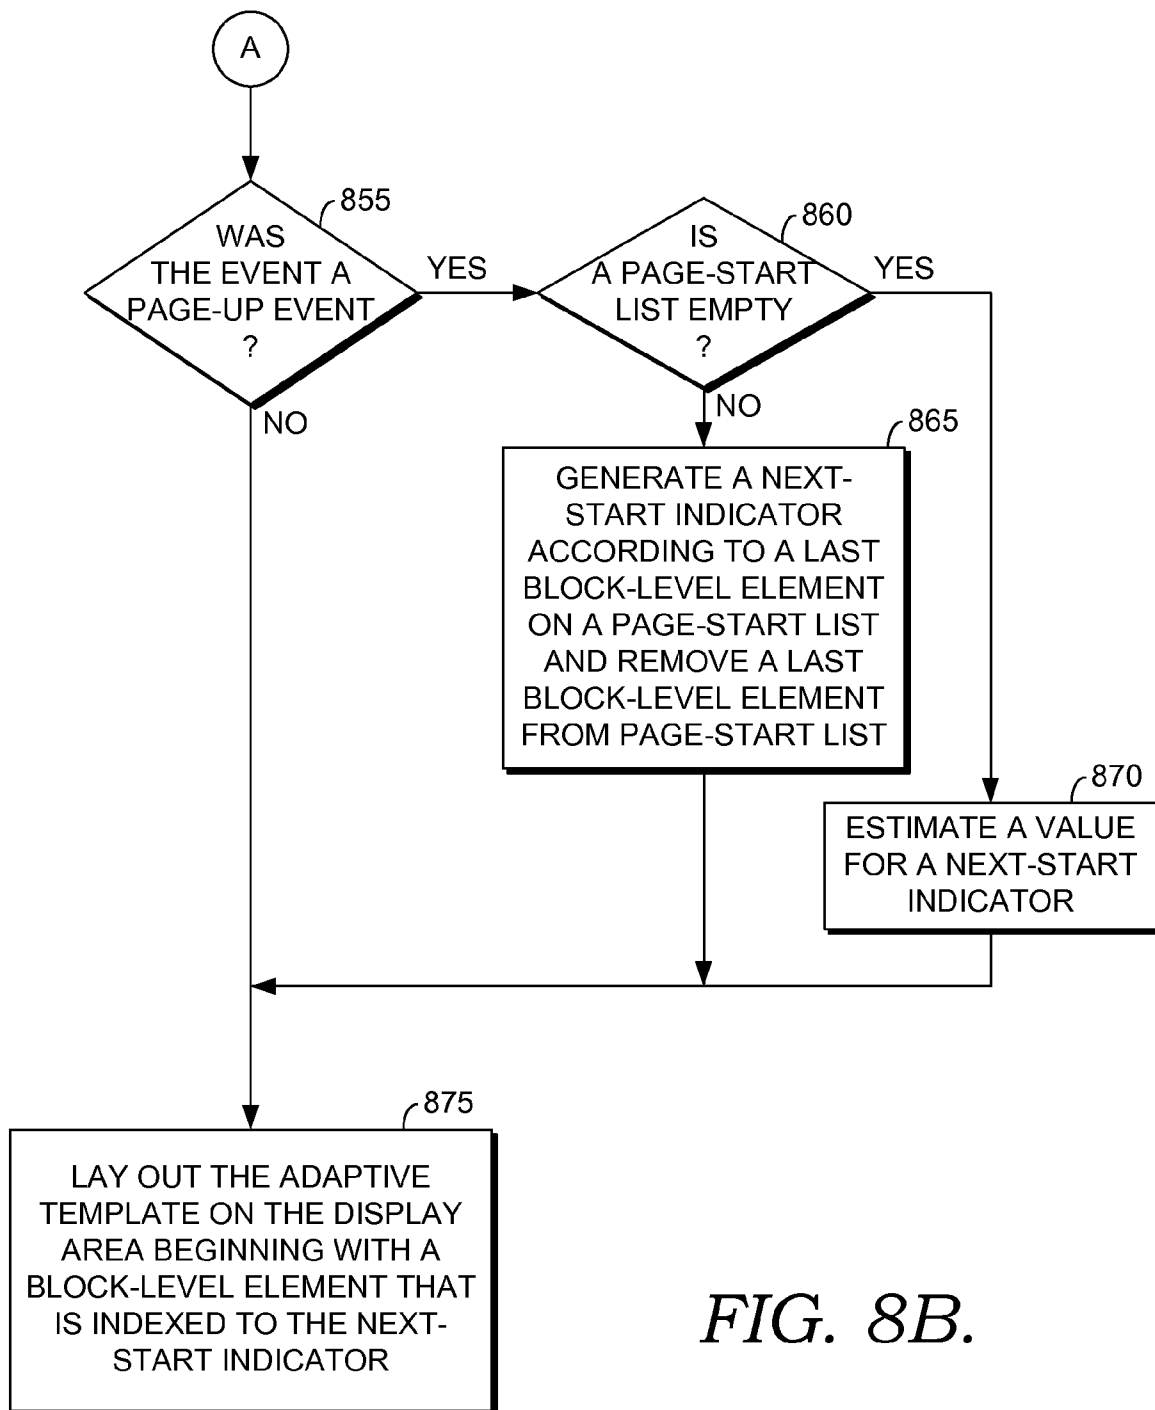 A
855
WAS
THE EVENT A
PAGE-UP EVENT
?
YES
NO
860
IS
A PAGE-START
LIST EMPTY
?
YES
NO
865
GENERATE A NEXT-
START INDICATOR
ACCORDING TO A LAST
BLOCK-LEVEL ELEMENT
ON A PAGE-START LIST
AND REMOVE A LAST
BLOCK-LEVEL ELEMENT
FROM PAGE-START LIST
870
ESTIMATE A VALUE
FOR A NEXT-START
INDICATOR
875
LAY OUT THE ADAPTIVE
TEMPLATE ON THE DISPLAY
AREA BEGINNING WITH A
BLOCK-LEVEL ELEMENT THAT
IS INDEXED TO THE NEXT-
START INDICATOR
FIG. 8B.